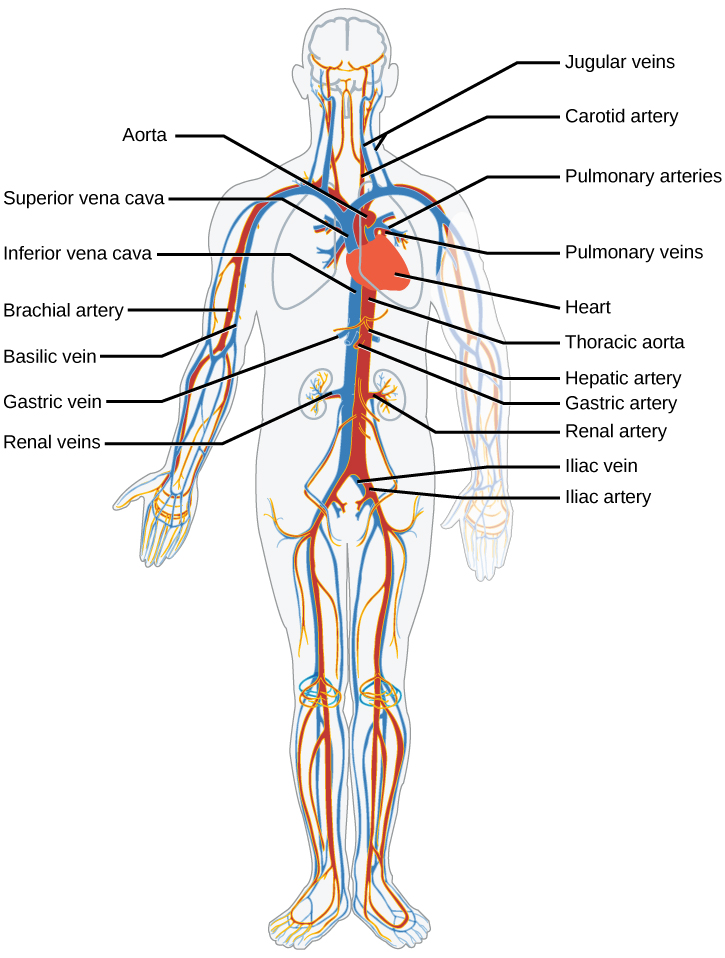 Jugular veins
Carotid artery
Aorta
Pulmonary arteries
Superior vena cava
Pulmonary veins
Inferior vena cava
Heart
Brachial artery
Thoracic aorta
Basilic vein
Hepatic artery
Gastric vein
Gastric artery
Renal artery
Renal veins
Iliac vein
Iliac artery